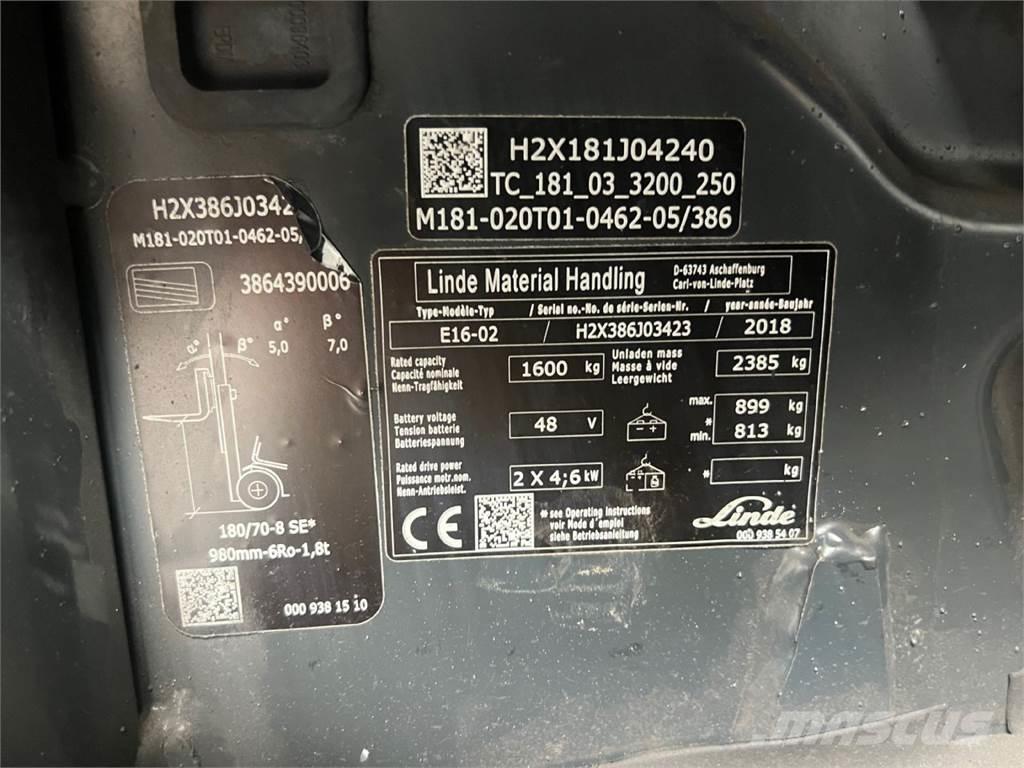 H2X181J04240
TC_181_03_3200_250
M181-020T01-0462-05/386
H2X386J0342
M181-020T01-0462-05/
3864390006
α° β°
5,0 7,0
α° β°
180/70-8 SE*
980mm-6Ro-1,8t
000 938 15 10
Linde Material Handling
D-63743 Aschaffenburg
Carl-von-Linde-Platz
Type-Modèle-Typ / Serial no.-No. de série-Serien-Nr. / year-année-Baujahr
E16-02 / H2X386J03423 / 2018
Rated capacity
Capacité nominale
Nenn-Tragfähigkeit
1600 kg
Unladen mass
Masse à vide
Leergewicht
2385 kg
Battery voltage
Tension batterie
Batteriespannung
48 V
max. 899 kg
*
min. 813 kg
Rated drive power
Puissance motr.nom.
Nenn-Antriebsleist.
2 X 4;6 kW
* kg
CE
* see Operating Instructions
voir Mode d'emploi
siehe Betriebsanleitung
Linde
000 938 54 07
MASCUS